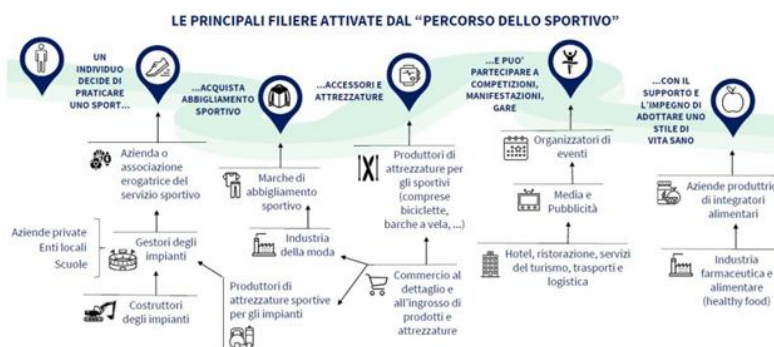 LE PRINCIPALI FILIERE ATTIVATE DAL “PERCORSO DELLO SPORTIVO”
UN
INDIVIDUO
DECIDE DI
PRATICARE
UNO SPORT...
...ACQUISTA
ABBIGLIAMENTO
SPORTIVO
...ACCESSORI E
ATTREZZATURE
...E PUO’
PARTECIPARE A
COMPETIZIONI,
MANIFESTAZIONI,
GARE
...CON IL
SUPPORTO E
L’IMPEGNO DI
ADOTTARE UNO
STILE DI
VITA SANO
Azienda o
associazione
erogatrice del
servizio sportivo
Aziende private
Enti locali
Scuole
Gestori degli
impianti
Costruttori
degli impianti
Marche di
abbigliamento
sportivo
Industria
della moda
Produttori di
attrezzature sportive
per gli impianti
Produttori di
attrezzature per
gli sportivi
(comprese
biciclette,
barche a vela, ...)
Commercio al
dettaglio e
all’ingrosso di
prodotti e
attrezzature
Organizzatori di
eventi
Media e
Pubblicità
Hotel, ristorazione, servizi
del turismo, trasporti e
logistica
Aziende produttrici
di integratori
alimentari
Industria
farmaceutica e
alimentare
(healthy food)